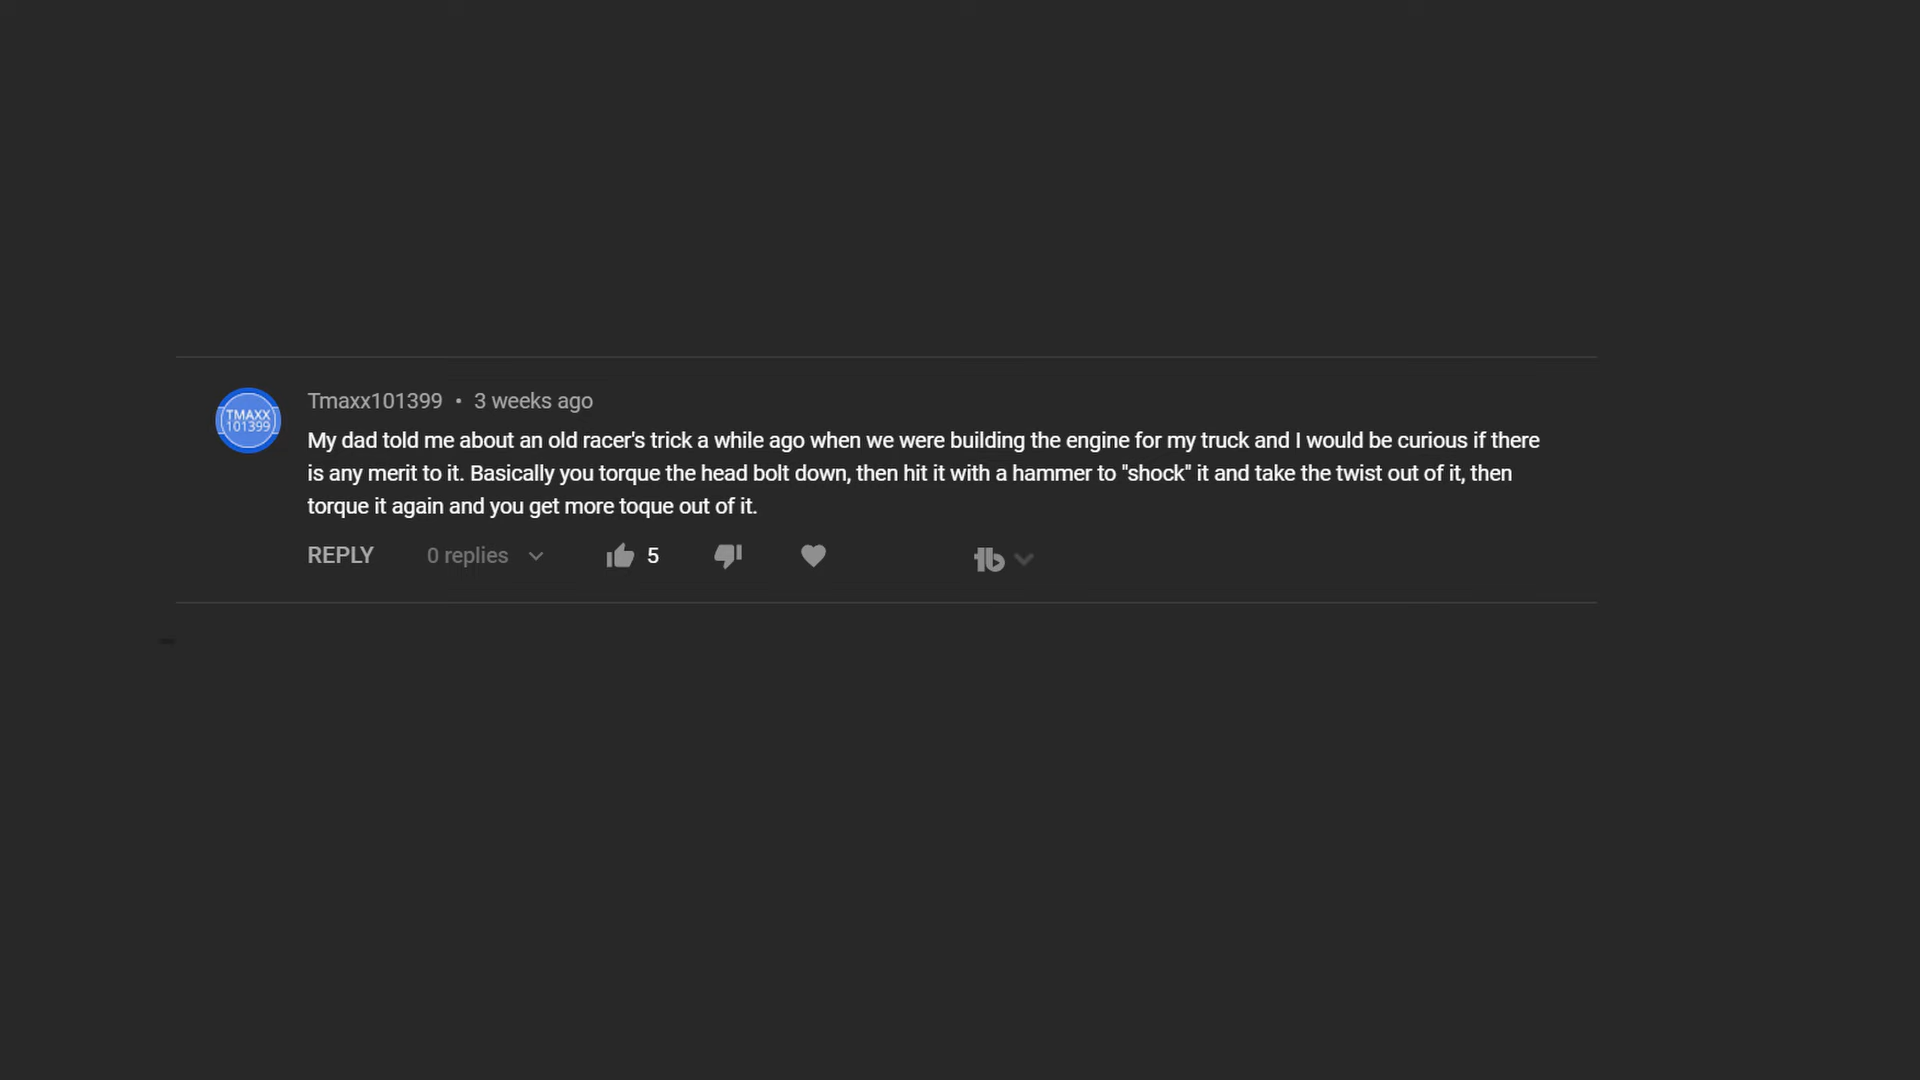 TMAXX
101399
Tmaxx101399 • 3 weeks ago
My dad told me about an old racer's trick a while ago when we were building the engine for my truck and I would be curious if there
is any merit to it. Basically you torque the head bolt down, then hit it with a hammer to "shock" it and take the twist out of it, then
torque it again and you get more toque out of it.
REPLY 0 replies 5